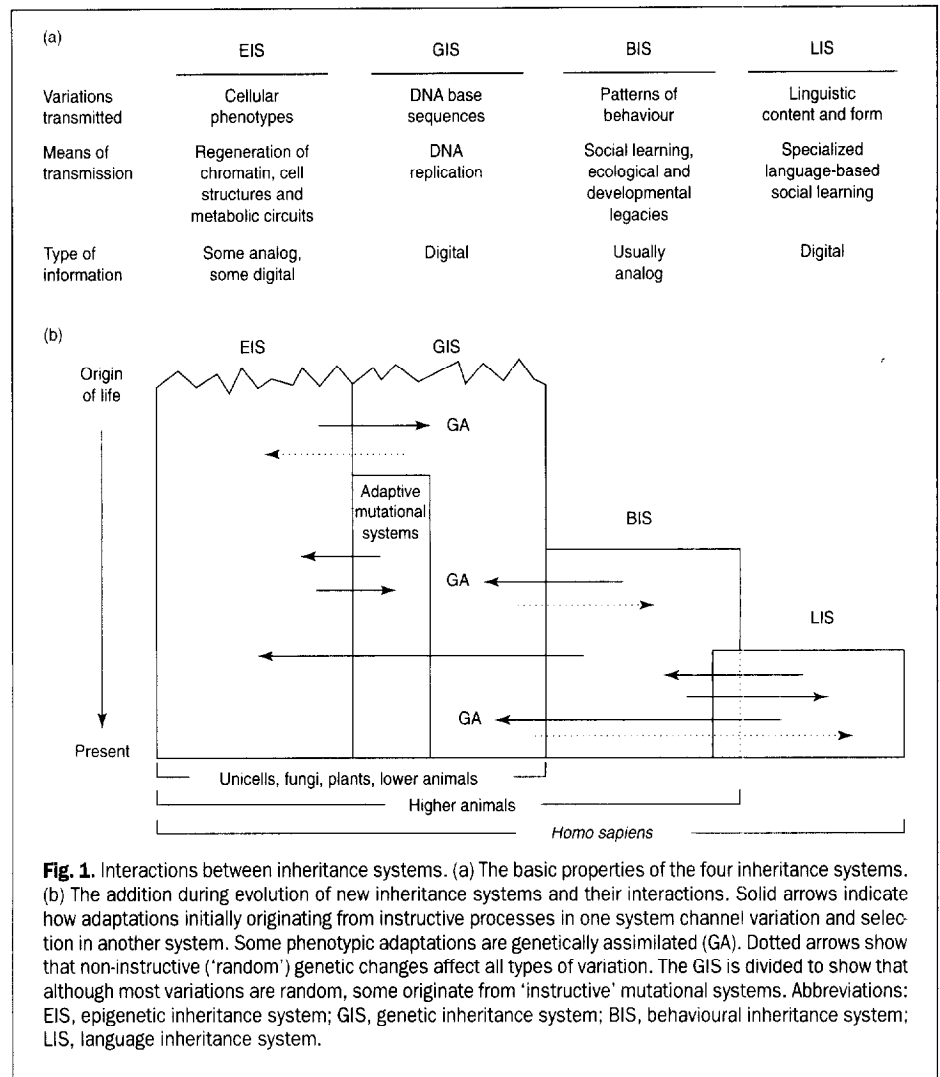 (a)
EIS GIS BIS LIS
Variations transmitted Cellular phenotypes DNA base sequences Patterns of behaviour Linguistic content and form
Means of transmission Regeneration of chromatin, cell structures and metabolic circuits DNA replication Social learning, ecological and developmental legacies Specialized language-based social learning
Type of information Some analog, some digital Digital Usually analog Digital
(b)
EIS GIS
Origin
of life
GA
Adaptive
mutational
systems
BIS
GA
LIS
GA
Present
Unicells, fungi, plants, lower animals
Higher animals
Homo sapiens
Fig. 1. Interactions between inheritance systems. (a) The basic properties of the four inheritance systems.
(b) The addition during evolution of new inheritance systems and their interactions. Solid arrows indicate
how adaptations initially originating from instructive processes in one system channel variation and selec-
tion in another system. Some phenotypic adaptations are genetically assimilated (GA). Dotted arrows show
that non-instructive ('random') genetic changes affect all types of variation. The GIS is divided to show that
although most variations are random, some originate from 'instructive' mutational systems. Abbreviations:
EIS, epigenetic inheritance system; GIS, genetic inheritance system; BIS, behavioural inheritance system;
LIS, language inheritance system.